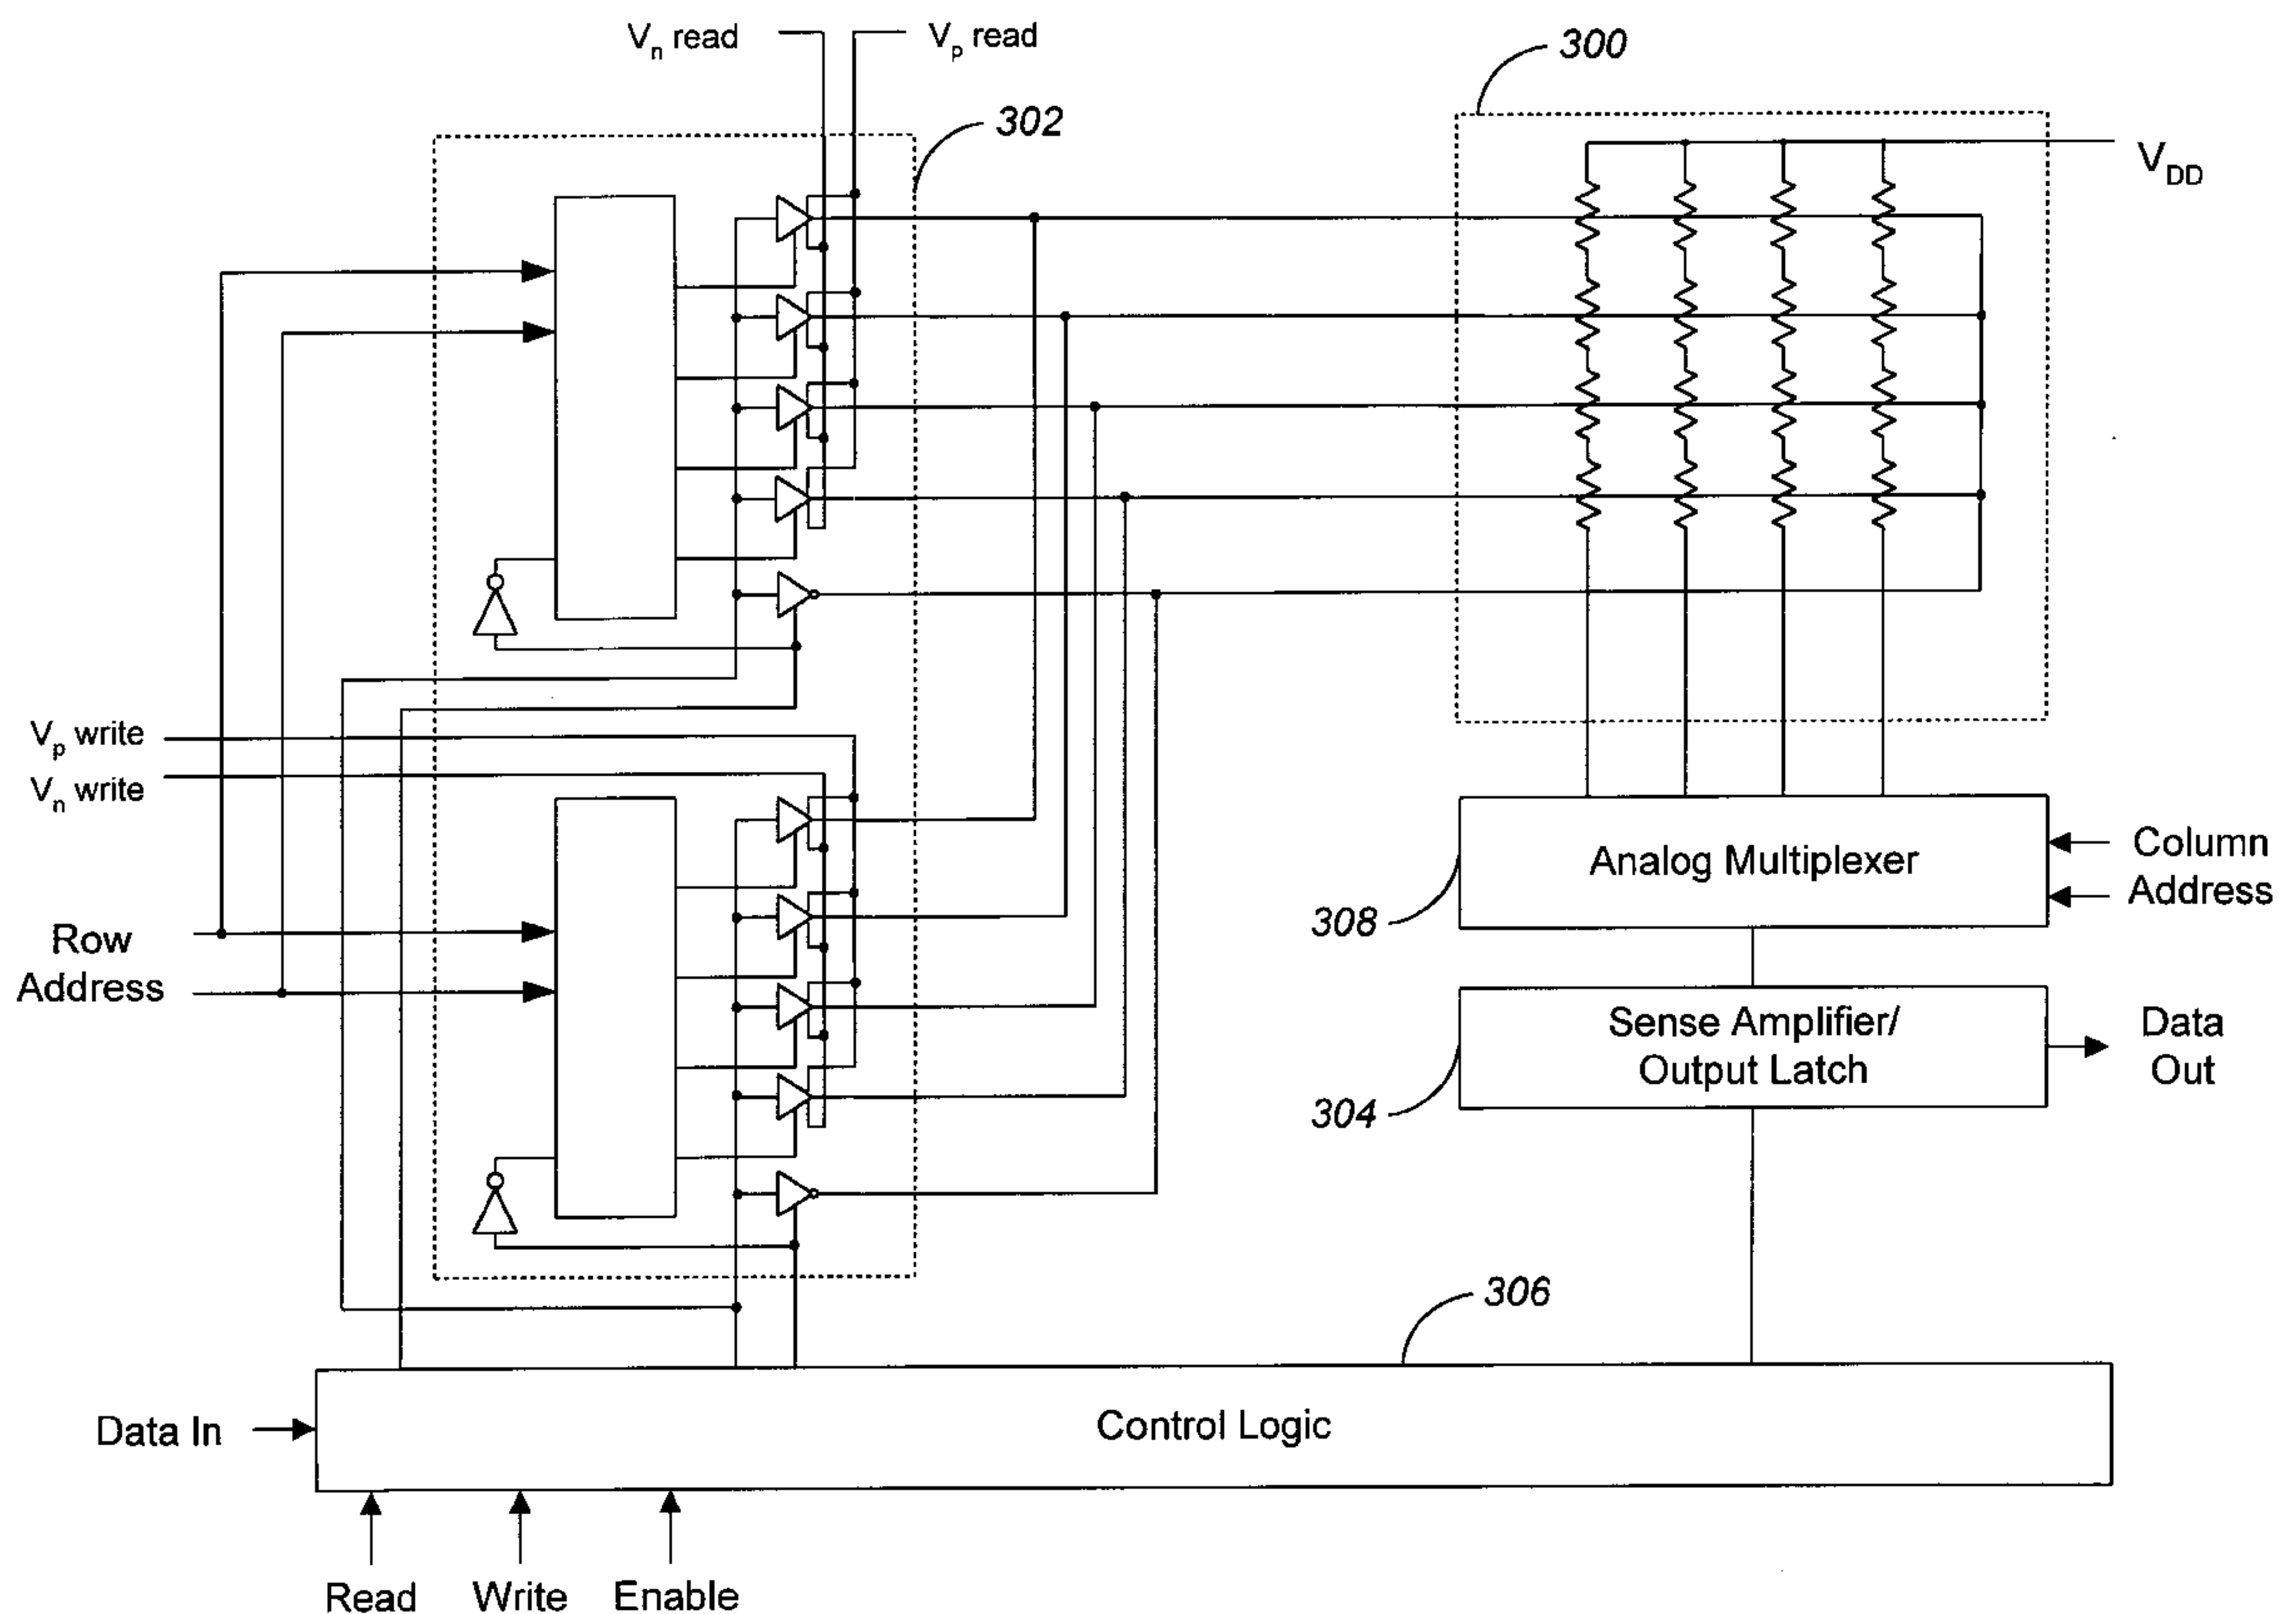 Vn read
Vp read
300
302
VDD
Vp write
Vn write
Row
Address
Analog Multiplexer
Column
Address
308
Sense Amplifier/
Output Latch
Data
Out
304
306
Data In
Control Logic
Read
Write
Enable